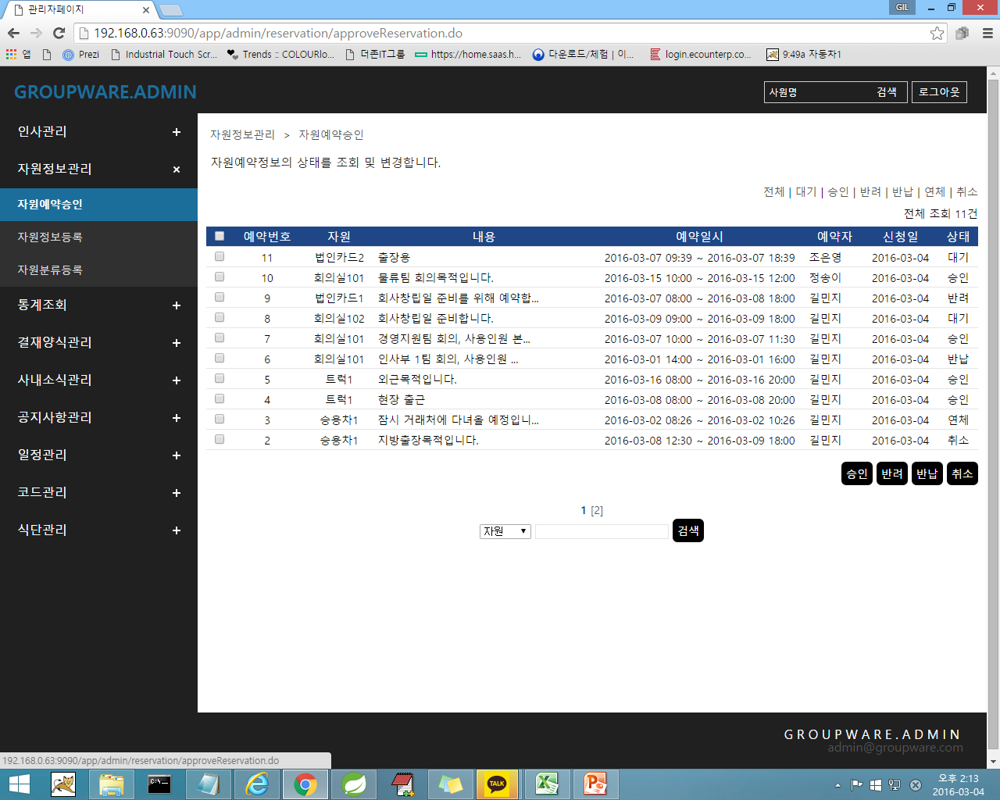 관리자페이지
GIL
192.168.0.63:9090/app/admin/reservation/approveReservation.do
앱 Prezi Industrial Touch Scr... Trends :: COLOURlo... 더존IT그룹 https://home.saas.h... 다운로드/체험 | 이... login.ecounterp.co... 9:49a 자동차1
GROUPWARE.ADMIN
사원명 검색 로그아웃
인사관리 +
자원정보관리 ×
자원예약승인
자원정보등록
자원분류등록
통계조회 +
결재양식관리 +
사내소식관리 +
공지사항관리 +
일정관리 +
코드관리 +
식단관리 +
자원정보관리 > 자원예약승인
자원예약정보의 상태를 조회 및 변경합니다.
전체 | 대기 | 승인 | 반려 | 반납 | 연체 | 취소
전체 조회 11건
예약번호 자원 내용 예약일시 예약자 신청일 상태
11 법인카드2 출장용 2016-03-07 09:39 ~ 2016-03-07 18:39 조은영 2016-03-04 대기
10 회의실101 물류팀 회의목적입니다. 2016-03-15 10:00 ~ 2016-03-15 12:00 정송이 2016-03-04 승인
9 법인카드1 회사창립일 준비를 위해 예약합... 2016-03-07 08:00 ~ 2016-03-08 18:00 길민지 2016-03-04 반려
8 회의실102 회사창립일 준비합니다. 2016-03-09 09:00 ~ 2016-03-09 18:00 길민지 2016-03-04 대기
7 회의실101 경영지원팀 회의, 사용인원 본... 2016-03-07 10:00 ~ 2016-03-07 11:30 길민지 2016-03-04 승인
6 회의실101 인사부 1팀 회의, 사용인원 ... 2016-03-01 14:00 ~ 2016-03-01 16:00 길민지 2016-03-04 반납
5 트럭1 외근목적입니다. 2016-03-16 08:00 ~ 2016-03-16 20:00 길민지 2016-03-04 승인
4 트럭1 현장 출근 2016-03-08 08:00 ~ 2016-03-08 20:00 길민지 2016-03-04 승인
3 승용차1 잠시 거래처에 다녀올 예정입니... 2016-03-02 08:26 ~ 2016-03-02 10:26 길민지 2016-03-04 연체
2 승용차1 지방출장목적입니다. 2016-03-08 12:30 ~ 2016-03-09 18:00 길민지 2016-03-04 취소
승인 반려 반납 취소
1 [2]
자원 검색
GROUPWARE.ADMIN
admin@groupware.com
192.168.0.63:9090/app/admin/reservation/approveReservation.do
C:\_
TALK
오후 2:13
2016-03-04